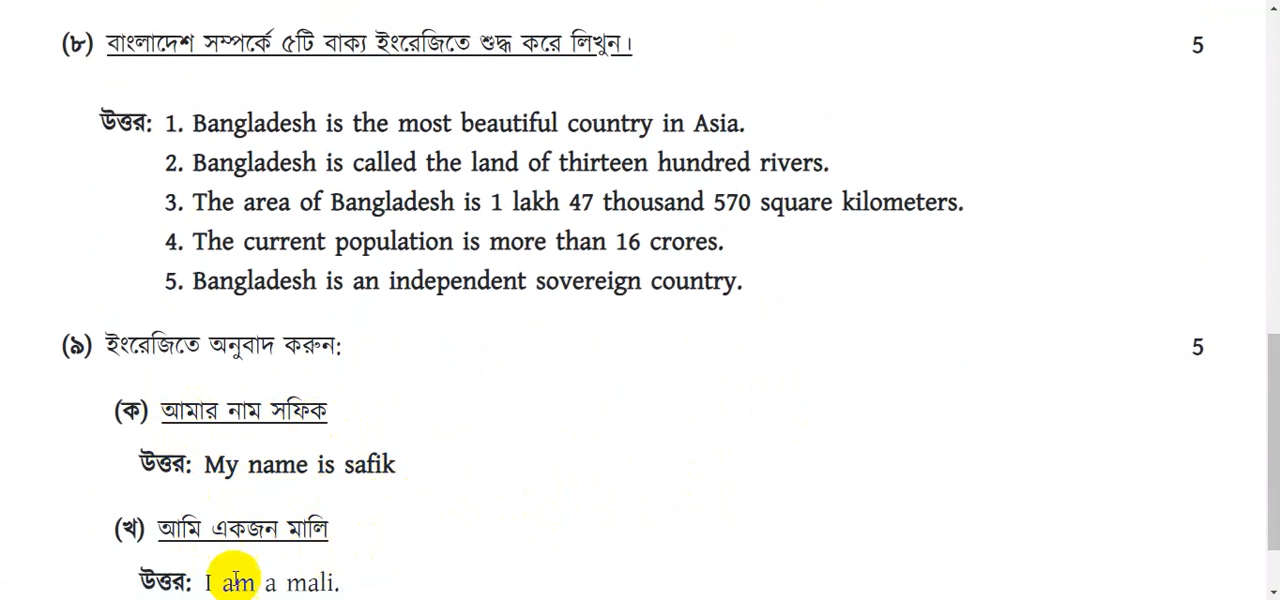 (৮) বাংলাদেশ সম্পর্কে ৫টি বাক্য ইংরেজিতে শুদ্ধ করে লিখুন। 5
উত্তর: 1. Bangladesh is the most beautiful country in Asia.
2. Bangladesh is called the land of thirteen hundred rivers.
3. The area of Bangladesh is 1 lakh 47 thousand 570 square kilometers.
4. The current population is more than 16 crores.
5. Bangladesh is an independent sovereign country.
(৯) ইংরেজিতে অনুবাদ করুন: 5
(ক) আমার নাম সফিক
উত্তর: My name is safik
(খ) আমি একজন মালি
উত্তর: I am a mali.